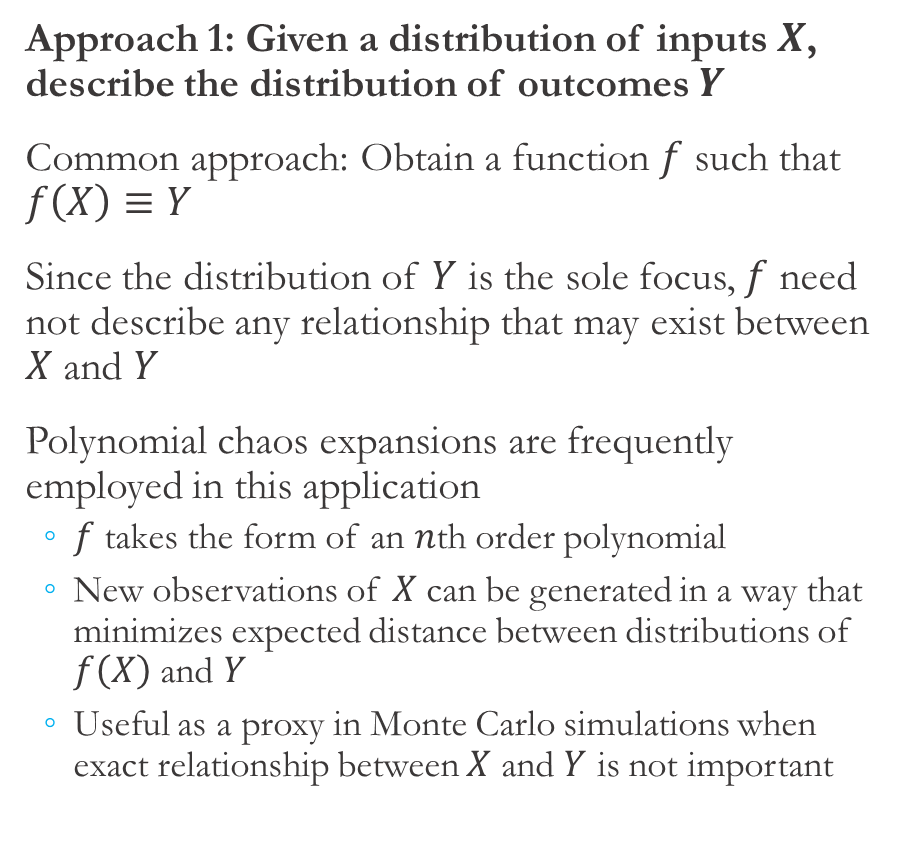 Approach 1: Given a distribution of inputs X,
describe the distribution of outcomes Y
Common approach: Obtain a function f such that
f(X) ≡ Y
Since the distribution of Y is the sole focus, f need
not describe any relationship that may exist between
X and Y
Polynomial chaos expansions are frequently
employed in this application
◦ f takes the form of an nth order polynomial
◦ New observations of X can be generated in a way that
minimizes expected distance between distributions of
f(X) and Y
◦ Useful as a proxy in Monte Carlo simulations when
exact relationship between X and Y is not important